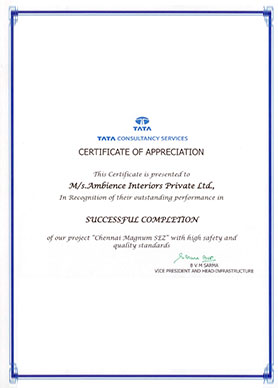 TATA
TATA CONSULTANCY SERVICES
CERTIFICATE OF APPRECIATION
This Certificate is presented to
M/s.Ambience Interiors Private Ltd.,
In Recognition of their outstanding performance in
SUCCESSFUL COMPLETION
of our project "Chennai Magnum SEZ" with high safety and
quality standards
B V M SARMA
VICE PRESIDENT AND HEAD-INFRASTRUCTURE